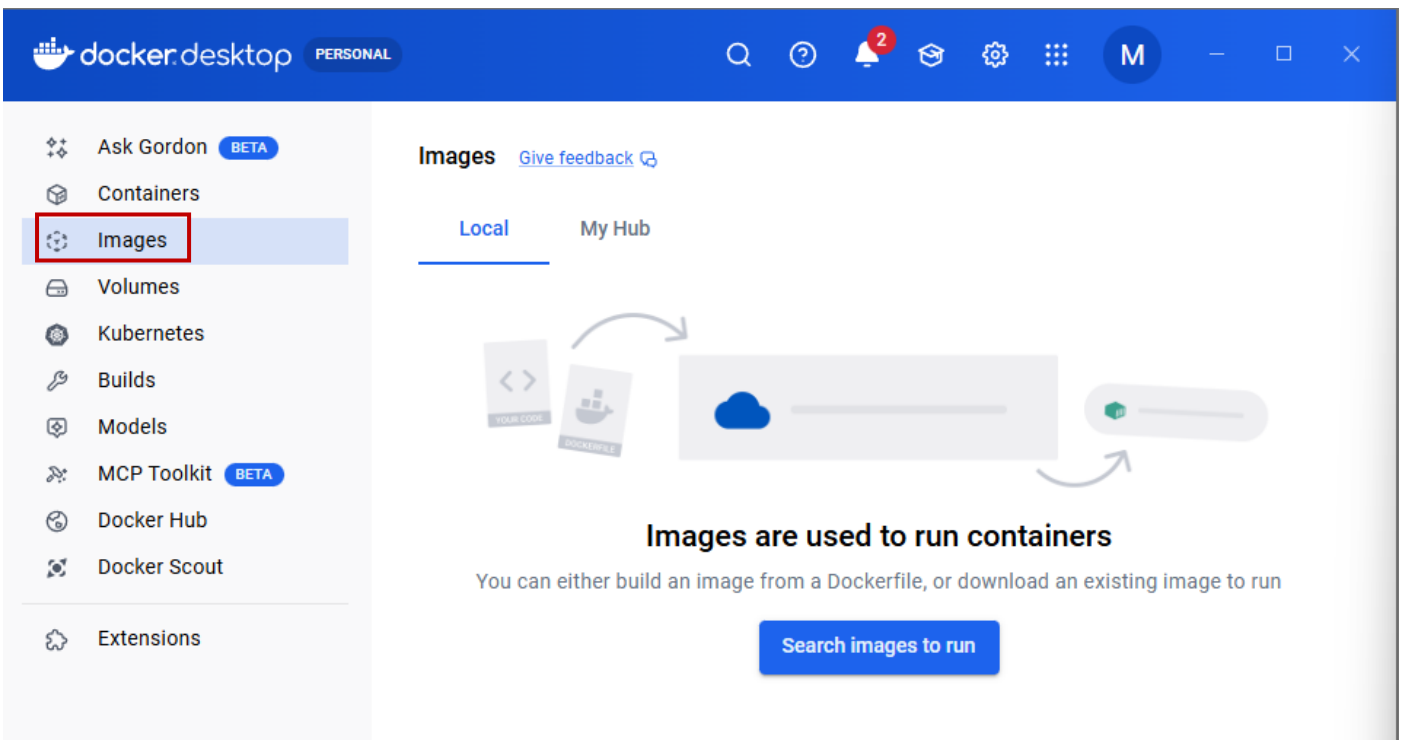 docker.desktop PERSONAL
2
M
Ask Gordon BETA
Containers
Images
Volumes
Kubernetes
Builds
Models
MCP Toolkit BETA
Docker Hub
Docker Scout
Extensions
Images Give feedback
Local My Hub
YOUR CODE
DOCKERFILE
Images are used to run containers
You can either build an image from a Dockerfile, or download an existing image to run
Search images to run